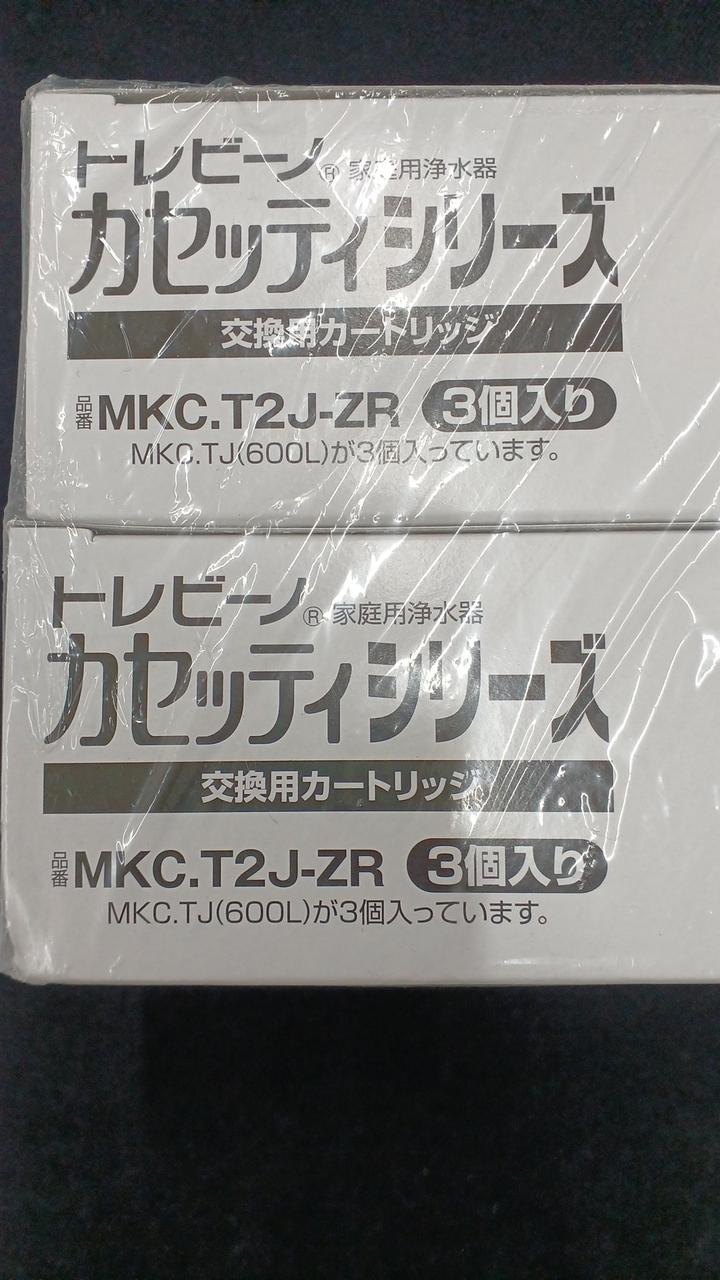 トレビーノ® 家庭用浄水器
カセッティシリーズ
交換用カートリッジ
品番 MKC.T2J-ZR 3個入り
MKC.TJ(600L)が3個入っています。
トレビーノ® 家庭用浄水器
カセッティシリーズ
交換用カートリッジ
品番 MKC.T2J-ZR 3個入り
MKC.TJ(600L)が3個入っています。